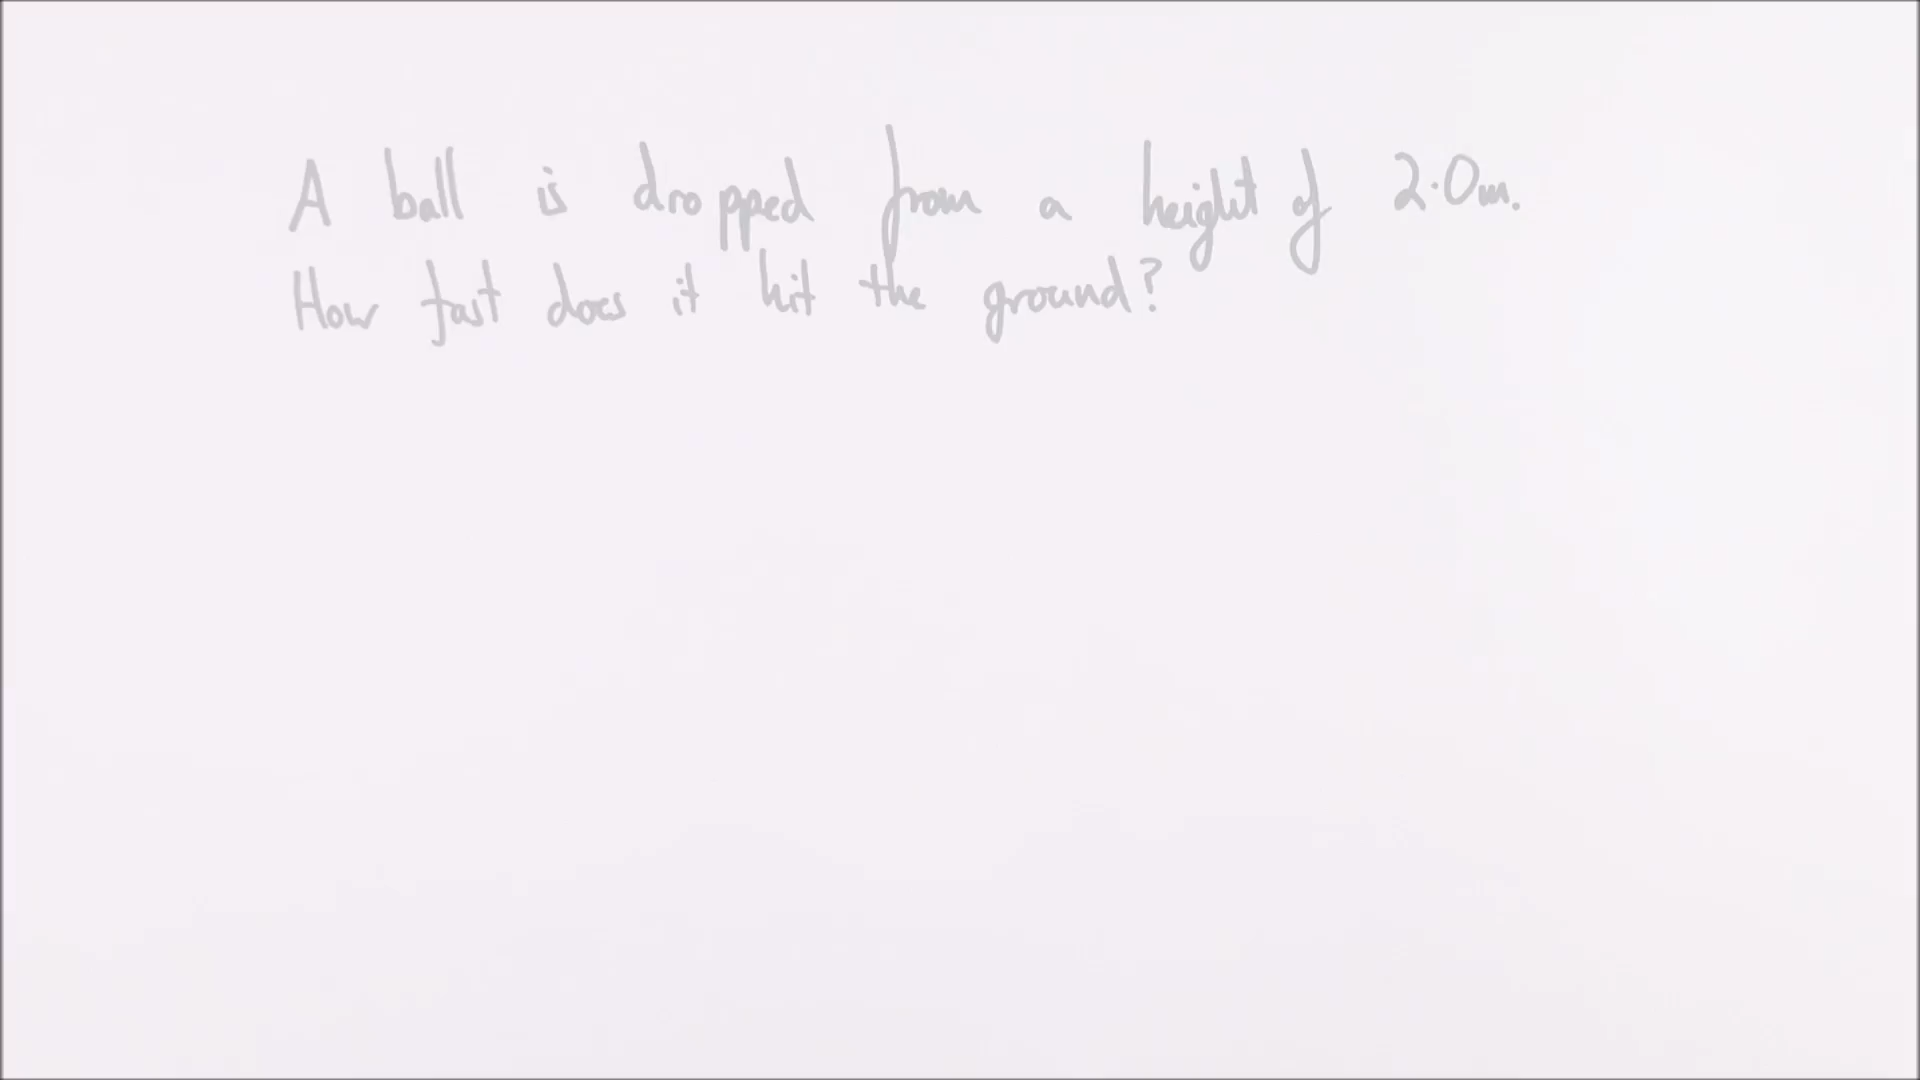 A ball is dropped from a height of 2.0m.
How fast does it hit the ground?